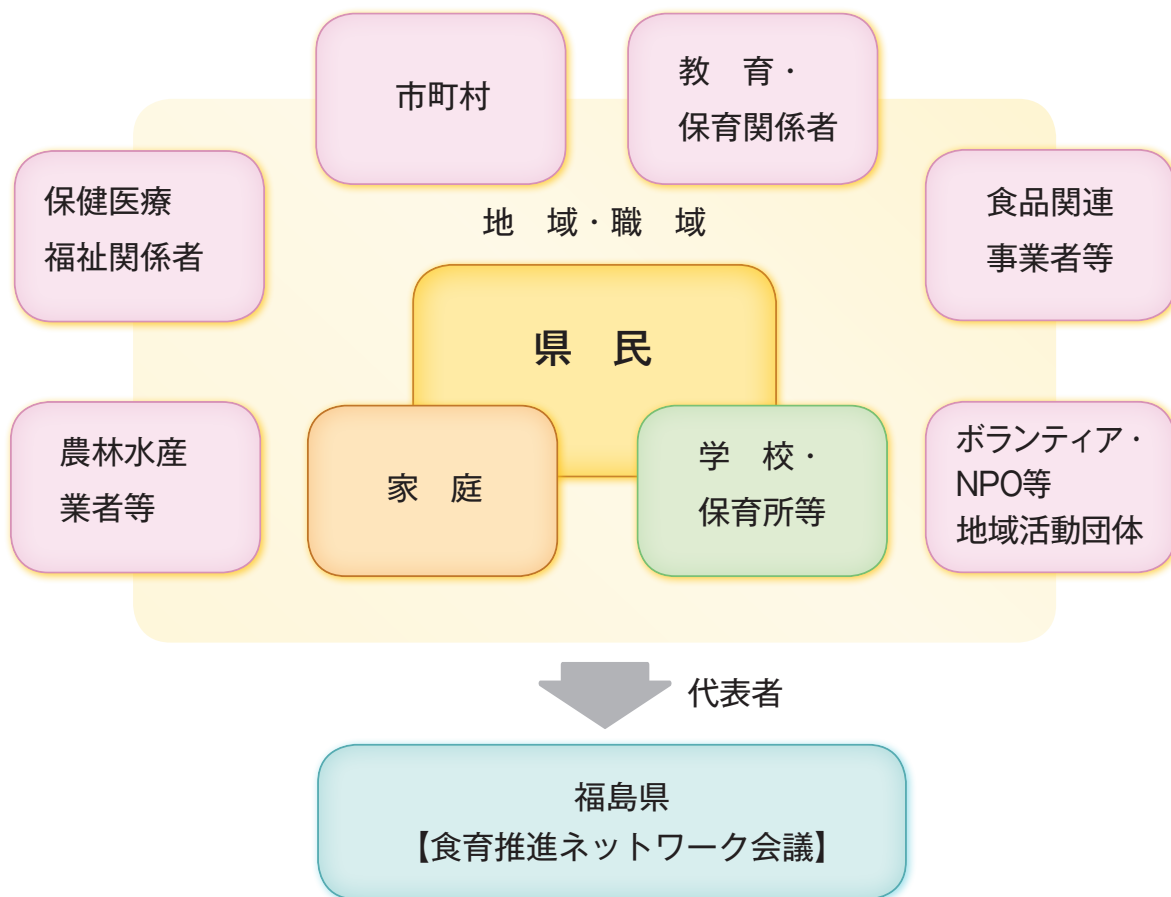 市町村
教　育・
保育関係者
保健医療
福祉関係者
地　域・職　域
食品関連
事業者等
県　民
農林水産
業者等
家　庭
学　校・
保育所等
ボランティア・
NPO等
地域活動団体
代表者
福島県
【食育推進ネットワーク会議】